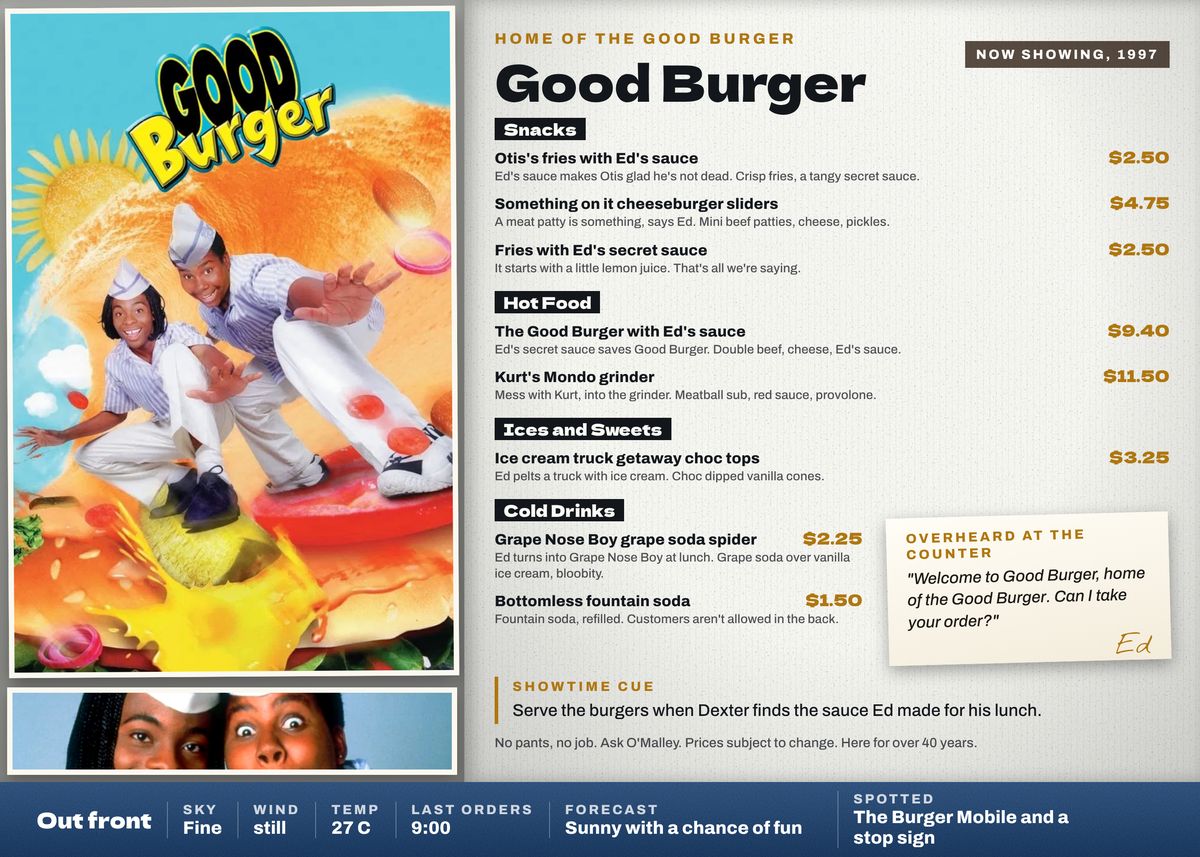 GOOD
Burger
HOME OF THE GOOD BURGER
NOW SHOWING, 1997
Good Burger
Snacks
Otis's fries with Ed's sauce $2.50
Ed's sauce makes Otis glad he's not dead. Crisp fries, a tangy secret sauce.
Something on it cheeseburger sliders $4.75
A meat patty is something, says Ed. Mini beef patties, cheese, pickles.
Fries with Ed's secret sauce $2.50
It starts with a little lemon juice. That's all we're saying.
Hot Food
The Good Burger with Ed's sauce $9.40
Ed's secret sauce saves Good Burger. Double beef, cheese, Ed's sauce.
Kurt's Mondo grinder $11.50
Mess with Kurt, into the grinder. Meatball sub, red sauce, provolone.
Ices and Sweets
Ice cream truck getaway choc tops $3.25
Ed pelts a truck with ice cream. Choc dipped vanilla cones.
Cold Drinks
Grape Nose Boy grape soda spider $2.25
Ed turns into Grape Nose Boy at lunch. Grape soda over vanilla
ice cream, bloobity.
Bottomless fountain soda $1.50
Fountain soda, refilled. Customers aren't allowed in the back.
OVERHEARD AT THE
COUNTER
"Welcome to Good Burger, home
of the Good Burger. Can I take
your order?"
Ed
SHOWTIME CUE
Serve the burgers when Dexter finds the sauce Ed made for his lunch.
No pants, no job. Ask O'Malley. Prices subject to change. Here for over 40 years.
Out front
SKY
Fine
WIND
still
TEMP
27 C
LAST ORDERS
9:00
FORECAST
Sunny with a chance of fun
SPOTTED
The Burger Mobile and a
stop sign